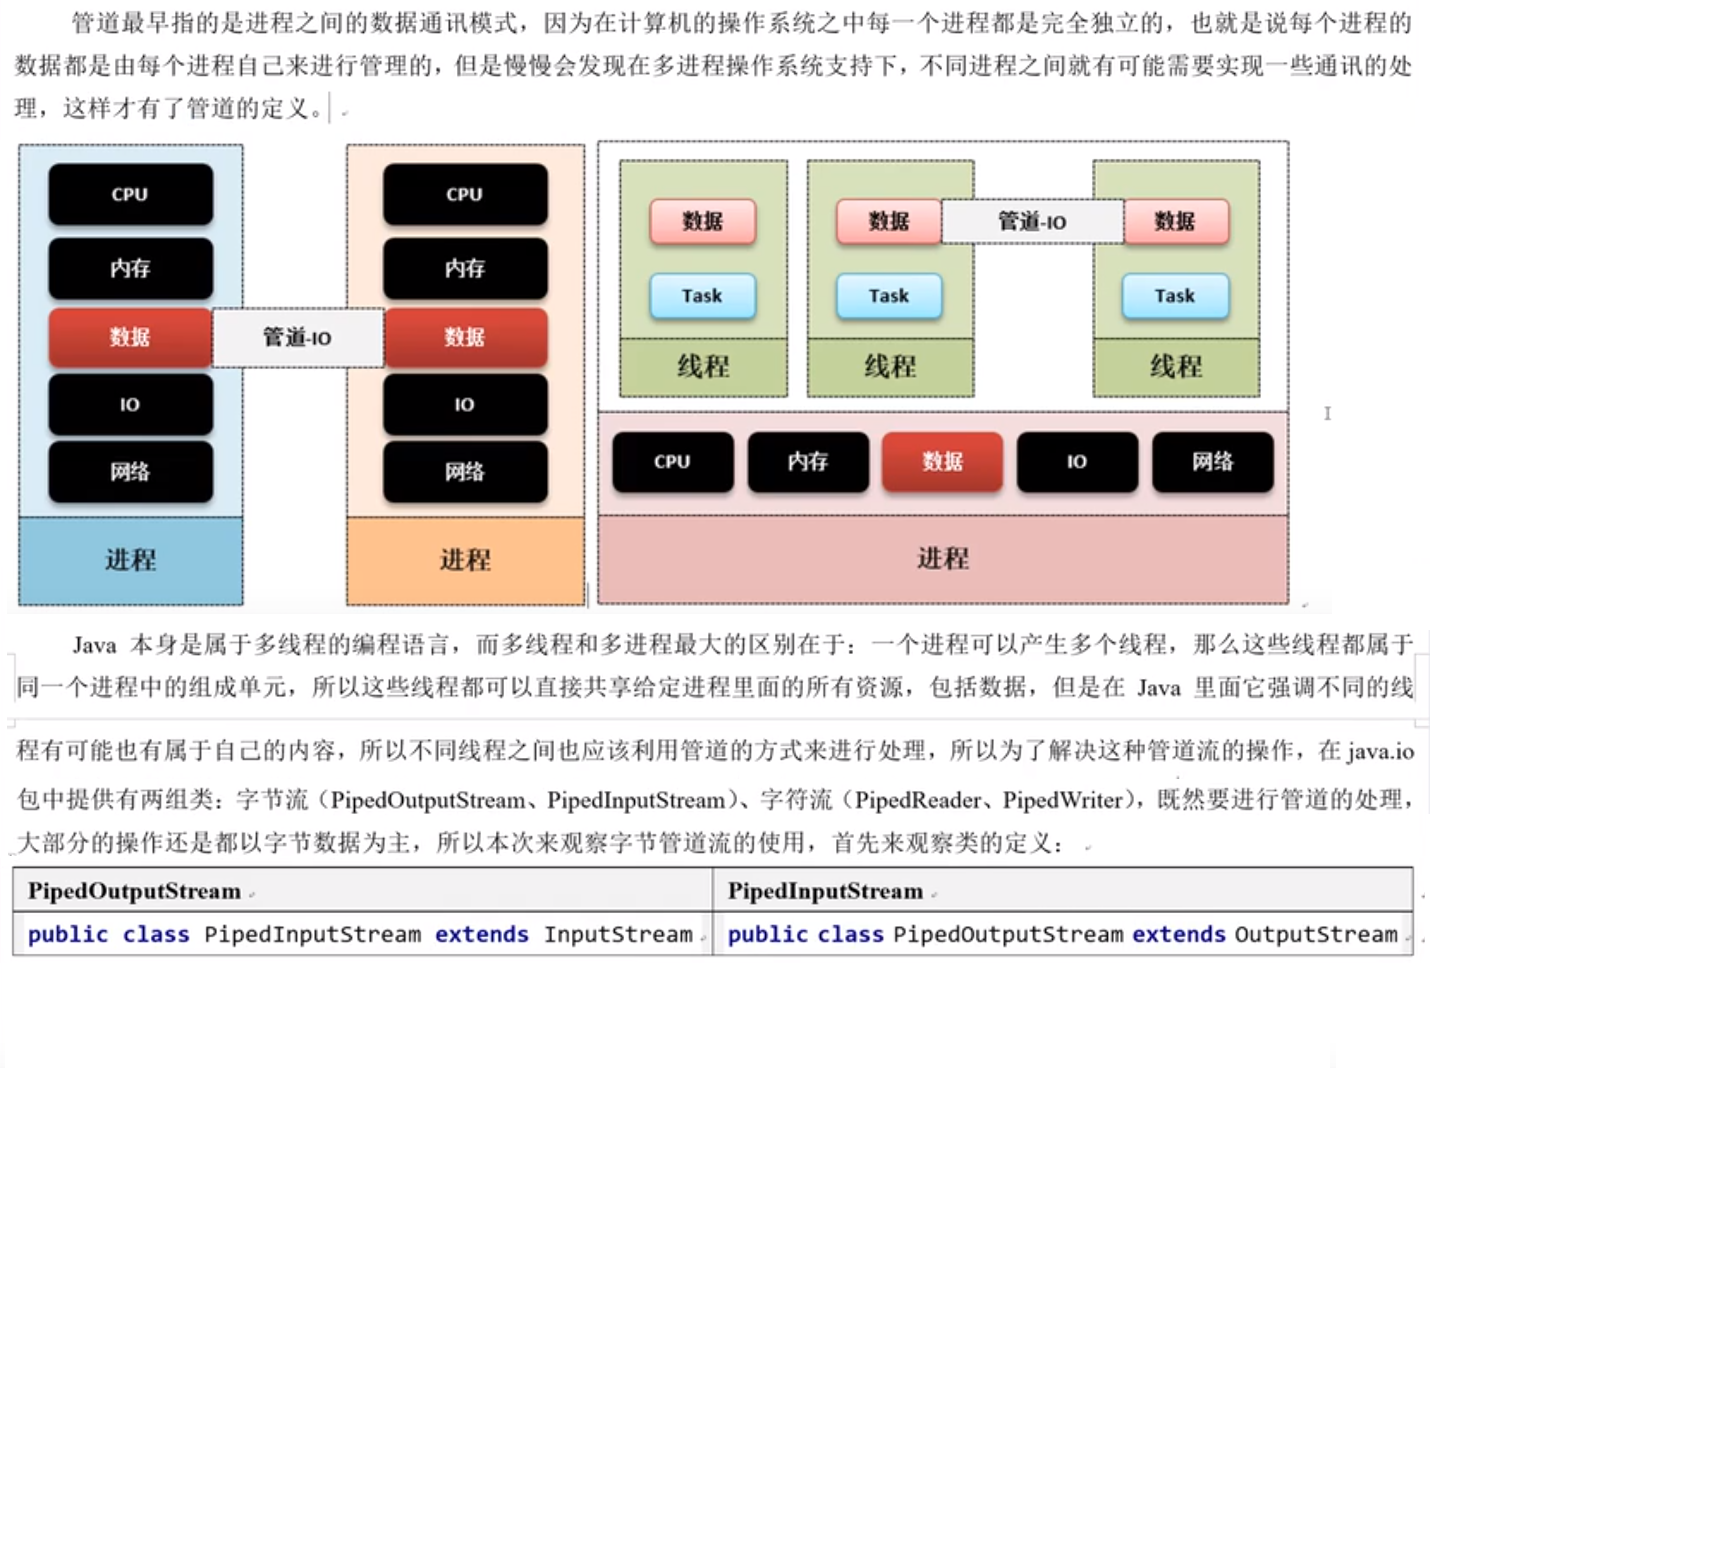 管道最早指的是进程之间的数据通讯模式，因为在计算机的操作系统之中每一个进程都是完全独立的，也就是说每个进程的
数据都是由每个进程自己来进行管理的，但是慢慢会发现在多进程操作系统支持下，不同进程之间就有可能需要实现一些通讯的处
理，这样才有了管道的定义。
CPU
内存
数据
IO
网络
进程
管道-IO
CPU
内存
数据
IO
网络
进程
数据
Task
线程
数据
Task
线程
管道-IO
数据
Task
线程
CPU
内存
数据
IO
网络
进程
Java 本身是属于多线程的编程语言，而多线程和多进程最大的区别在于：一个进程可以产生多个线程，那么这些线程都属于
同一个进程中的组成单元，所以这些线程都可以直接共享给定进程里面的所有资源，包括数据，但是在 Java 里面它强调不同的线
程有可能也有属于自己的内容，所以不同线程之间也应该利用管道的方式来进行处理，所以为了解决这种管道流的操作，在 java.io
包中提供有两组类：字节流（PipedOutputStream、PipedInputStream）、字符流（PipedReader、PipedWriter），既然要进行管道的处理，
大部分的操作还是都以字节数据为主，所以本次来观察字节管道流的使用，首先来观察类的定义：
PipedOutputStream
PipedInputStream
public class PipedInputStream extends InputStream
public class PipedOutputStream extends OutputStream